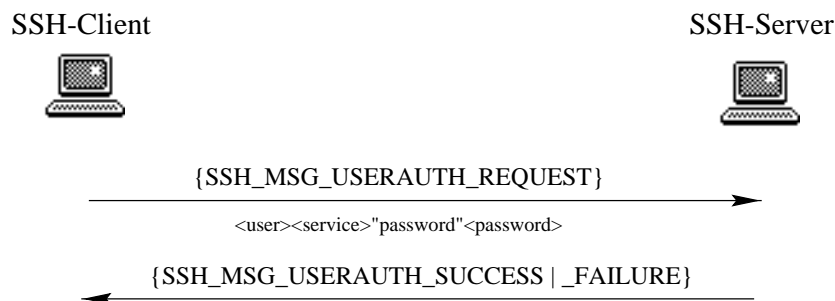 SSH-Client
SSH-Server
{SSH_MSG_USERAUTH_REQUEST}
<user><service>"password"<password>
{SSH_MSG_USERAUTH_SUCCESS | _FAILURE}